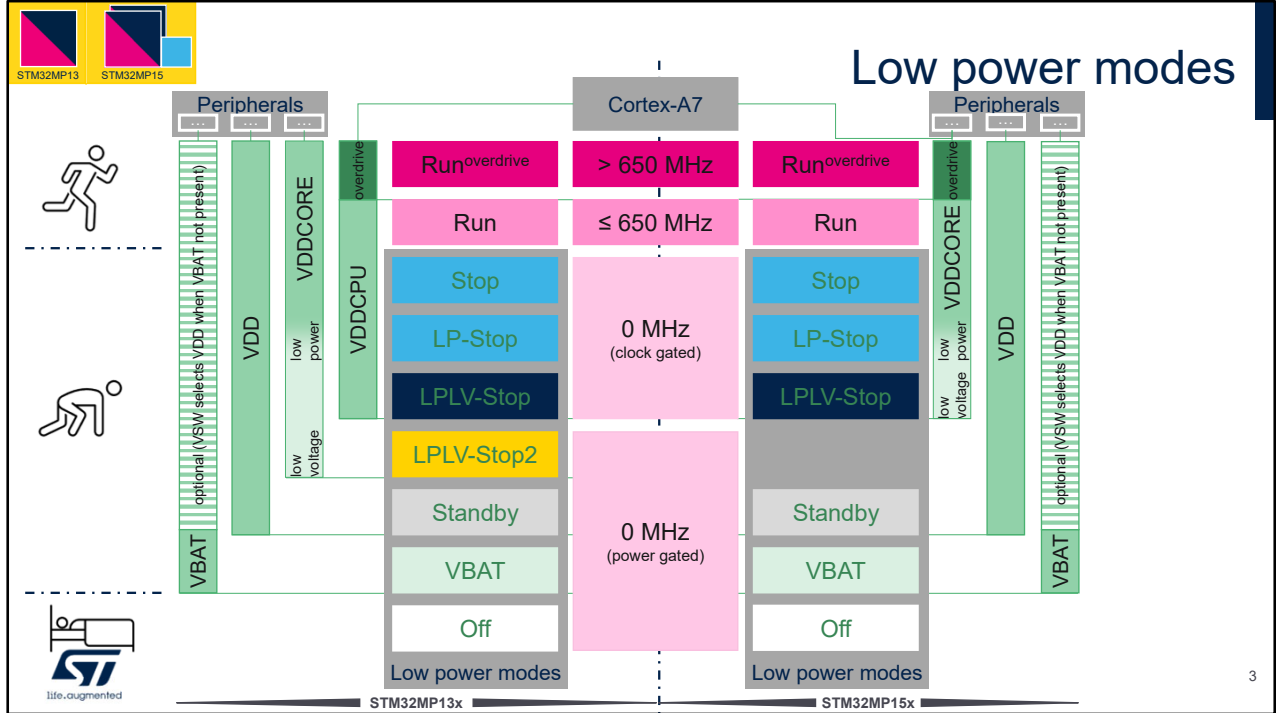 STM32MP13
STM32MP15
Low power modes
Peripherals
...
...
...
Cortex-A7
Peripherals
...
...
...
optional (VSW selects VDD when VBAT not present)
VBAT
VDD
VDDCORE
low power
low voltage
overdrive
VDDCPU
Run overdrive
> 650 MHz
Run overdrive
Run
≤ 650 MHz
Run
Stop
LP-Stop
LPLV-Stop
LPLV-Stop2
Standby
VBAT
Off
Low power modes
0 MHz
(clock gated)
0 MHz
(power gated)
Stop
LP-Stop
LPLV-Stop
Standby
VBAT
Off
Low power modes
overdrive
VDDCORE
low power
low voltage
VDD
optional (VSW selects VDD when VBAT not present)
VBAT
ST
life.augmented
STM32MP13x
STM32MP15x
3